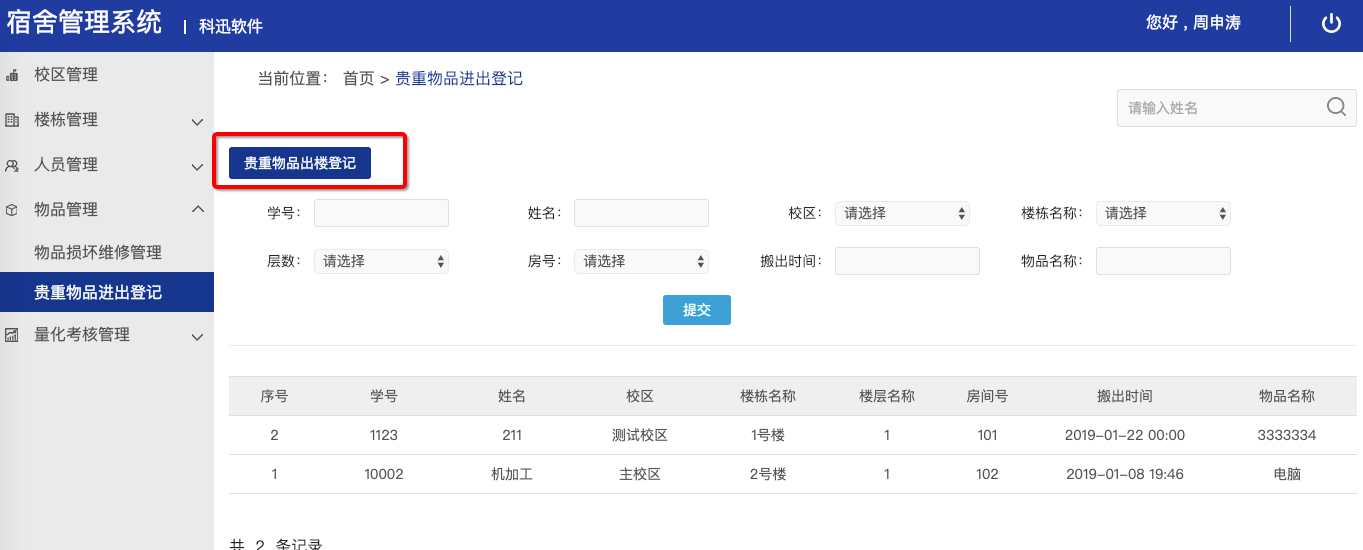 宿舍管理系统 | 科迅软件 您好 , 周申涛
校区管理
楼栋管理
人员管理
物品管理
物品损坏维修管理
贵重物品进出登记
量化考核管理
当前位置： 首页 > 贵重物品进出登记
请输入姓名
贵重物品出楼登记
学号： 姓名： 校区： 请选择 楼栋名称： 请选择
层数： 请选择 房号： 请选择 搬出时间： 物品名称：
提交
序号 学号 姓名 校区 楼栋名称 楼层名称 房间号 搬出时间 物品名称
2 1123 211 测试校区 1号楼 1 101 2019-01-22 00:00 3333334
1 10002 机加工 主校区 2号楼 1 102 2019-01-08 19:46 电脑
共 2 条记录